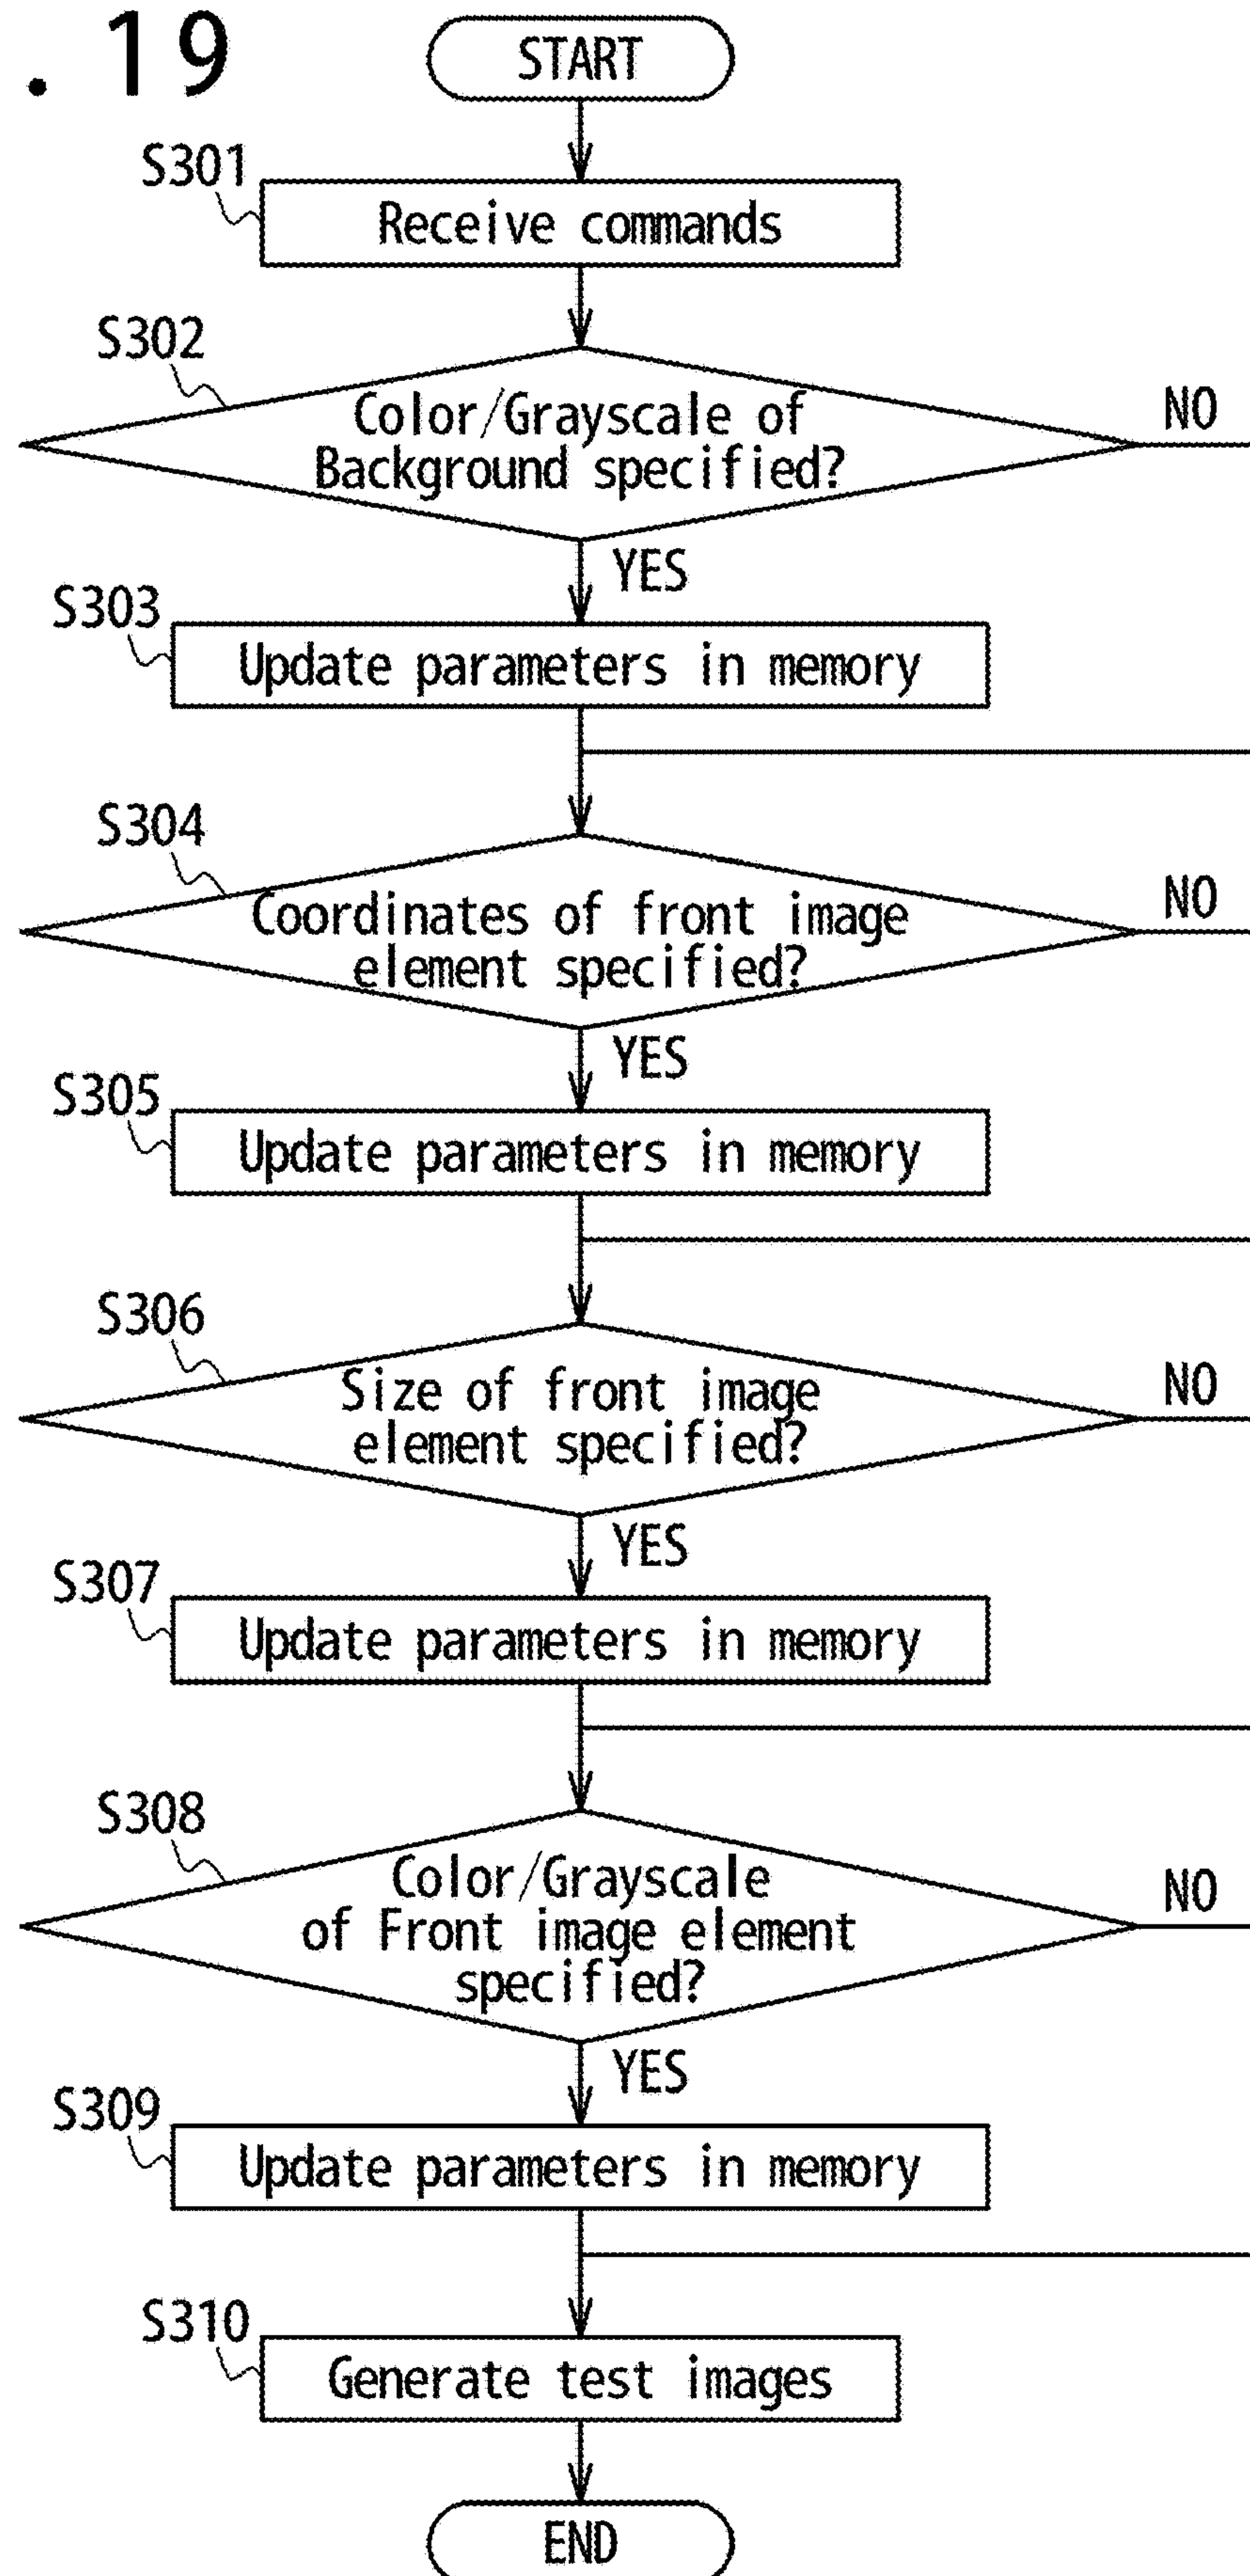 . 19
START
S301
Receive commands
S302
Color/Grayscale of
Background specified?
NO
YES
S303
Update parameters in memory
S304
Coordinates of front image
element specified?
NO
YES
S305
Update parameters in memory
S306
Size of front image
element specified?
NO
YES
S307
Update parameters in memory
S308
Color/Grayscale
of Front image element
specified?
NO
YES
S309
Update parameters in memory
S310
Generate test images
END